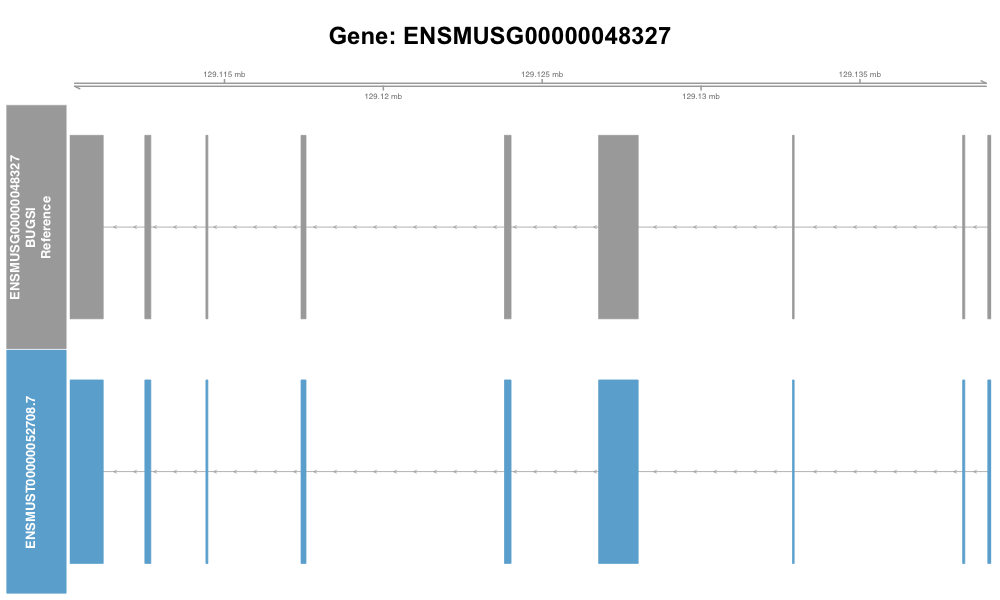 Gene: ENSMUSG00000048327
129.115 mb
129.125 mb
129.135 mb
129.12 mb
129.13 mb
ENSMUSG00000048327
BUGSI
Reference
ENSMUST00000052708.7